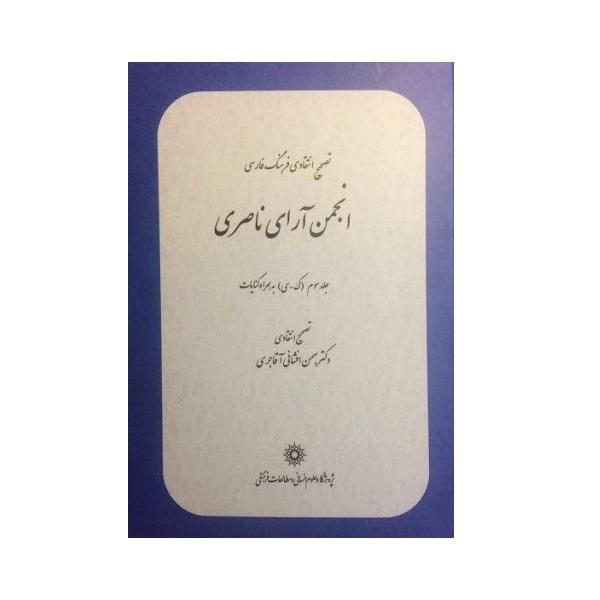 تصحیح انتقادی فرهنگ فارسی
انجمن آرای ناصری
جلد سوم (ک-ی) به همراه کنایات
تصحیح انتقادی
دکتر بهمن افشانی آقاجری
پژوهشگاه علوم انسانی و مطالعات فرهنگی